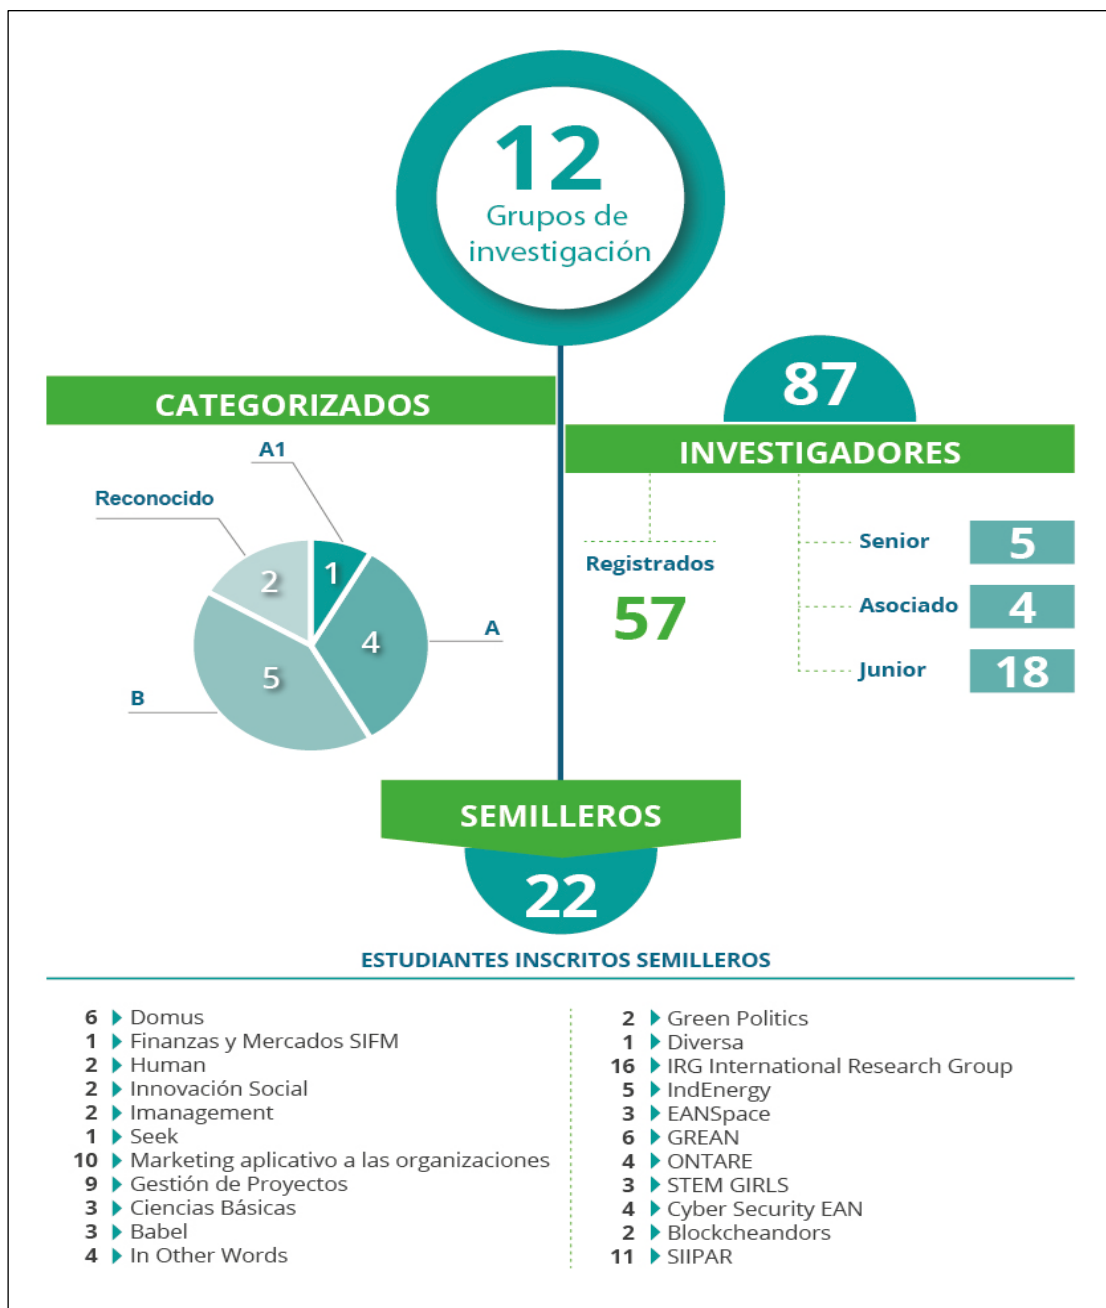 12
Grupos de
investigación
CATEGORIZADOS
A1
Reconocido
1
2
4
A
5
B
87
INVESTIGADORES
Registrados
57
Senior 5
Asociado 4
Junior 18
SEMILLEROS
22
ESTUDIANTES INSCRITOS SEMILLEROS
6 Domus
1 Finanzas y Mercados SIFM
2 Human
2 Innovación Social
2 Imanagement
1 Seek
10 Marketing aplicativo a las organizaciones
9 Gestión de Proyectos
3 Ciencias Básicas
3 Babel
4 In Other Words
2 Green Politics
1 Diversa
16 IRG International Research Group
5 IndEnergy
3 EANSpace
6 GREAN
4 ONTARE
3 STEM GIRLS
4 Cyber Security EAN
2 Blockcheandors
11 SIIPAR